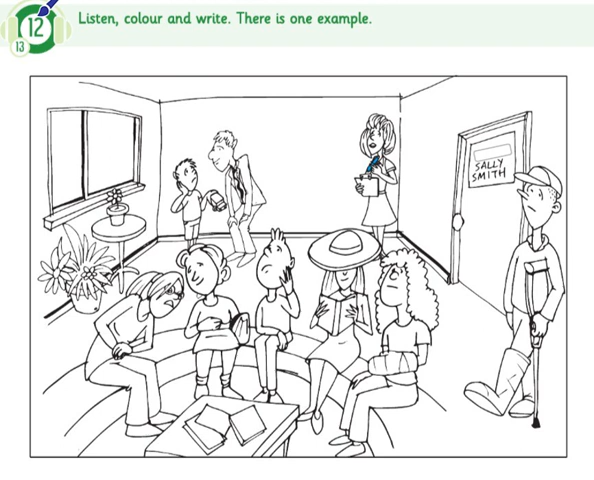 12
Listen, colour and write. There is one example.
13
SALLY
SMITH